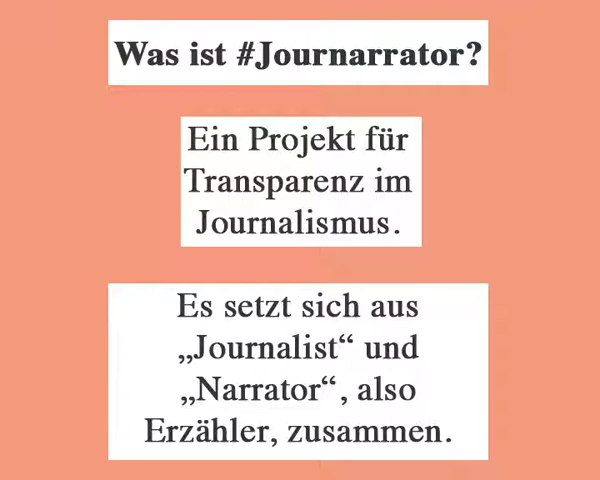 Was ist #Journarrator?
Ein Projekt für
Transparenz im
Journalismus.
Es setzt sich aus
„Journalist“ und
„Narrator“, also
Erzähler, zusammen.